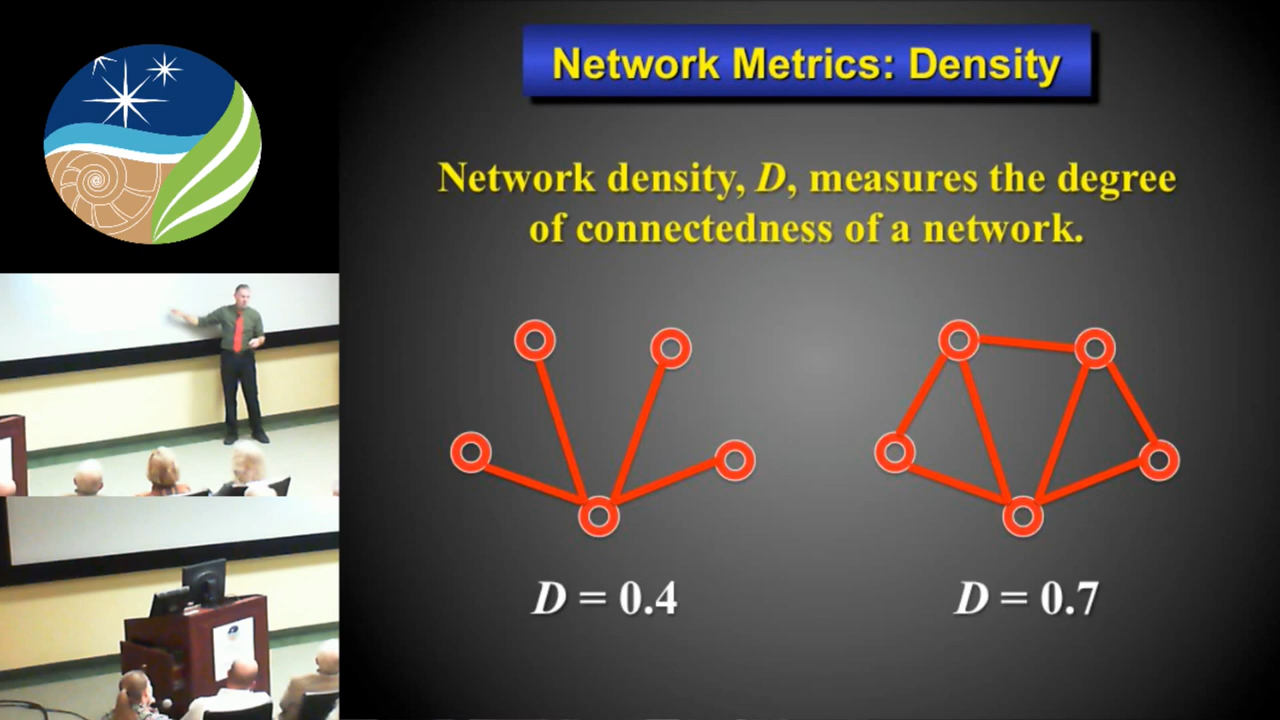 Network Metrics: Density
Network density, D, measures the degree
of connectedness of a network.
D = 0.4
D = 0.7